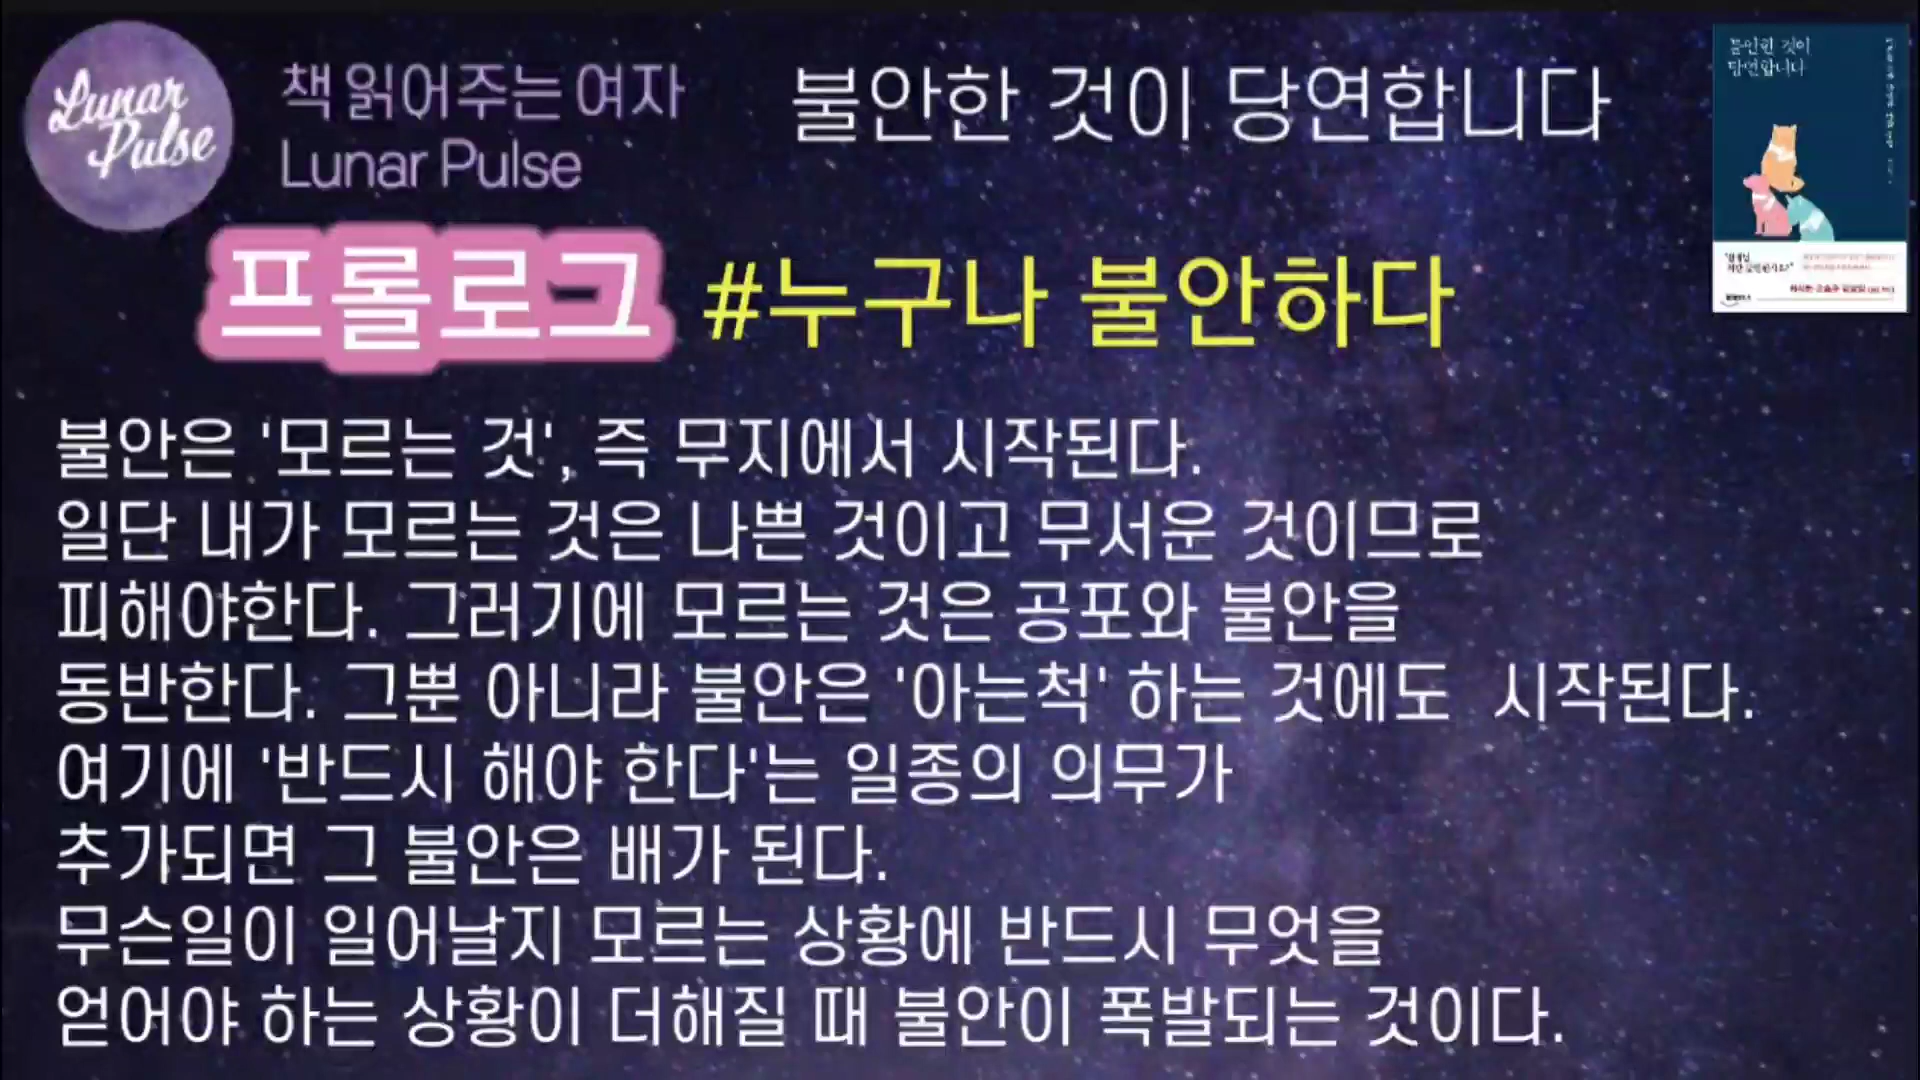 Lunar
Pulse
책 읽어주는 여자
Lunar Pulse
불안한 것이 당연합니다
불안한 것이
당연합니다
프롤로그 #누구나 불안하다
불안은 '모르는 것', 즉 무지에서 시작된다.
일단 내가 모르는 것은 나쁜 것이고 무서운 것이므로
피해야한다. 그러기에 모르는 것은 공포와 불안을
동반한다. 그뿐 아니라 불안은 '아는척' 하는 것에도 시작된다.
여기에 '반드시 해야 한다'는 일종의 의무가
추가되면 그 불안은 배가 된다.
무슨일이 일어날지 모르는 상황에 반드시 무엇을
얻어야 하는 상황이 더해질 때 불안이 폭발되는 것이다.